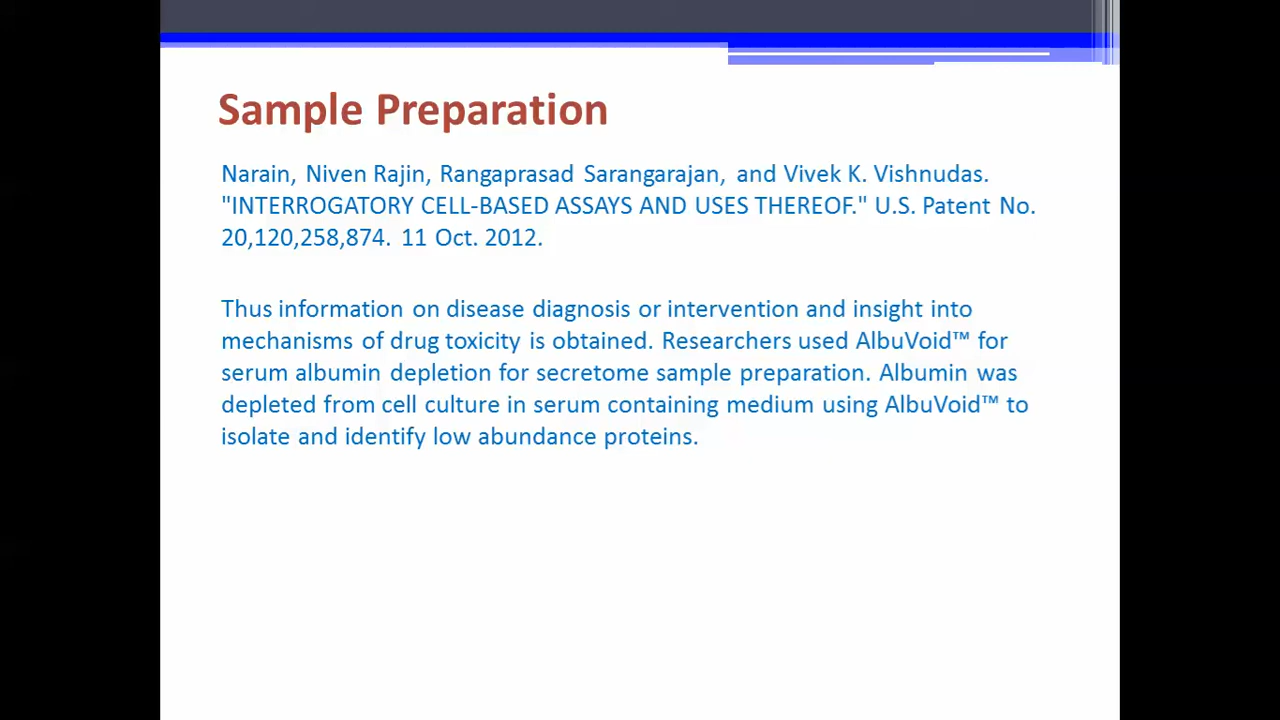 Sample Preparation
Narain, Niven Rajin, Rangaprasad Sarangarajan, and Vivek K. Vishnudas.
"INTERROGATORY CELL-BASED ASSAYS AND USES THEREOF." U.S. Patent No.
20,120,258,874. 11 Oct. 2012.
Thus information on disease diagnosis or intervention and insight into
mechanisms of drug toxicity is obtained. Researchers used AlbuVoid™ for
serum albumin depletion for secretome sample preparation. Albumin was
depleted from cell culture in serum containing medium using AlbuVoid™ to
isolate and identify low abundance proteins.